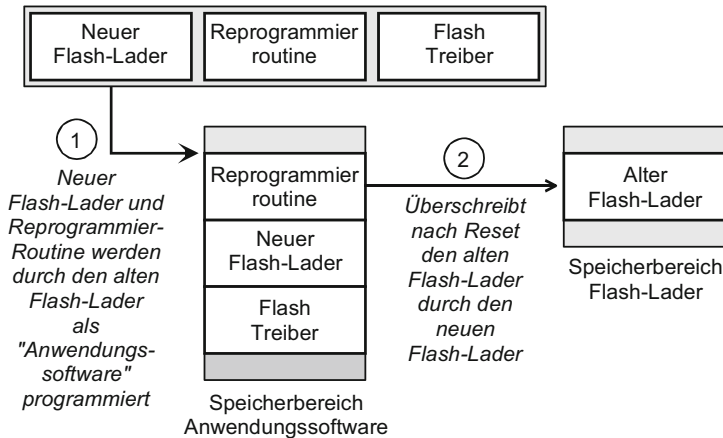 Neuer
Flash-Lader
Reprogrammier
routine
Flash
Treiber
1
Neuer
Flash-Lader und
Reprogrammier-
Routine werden
durch den alten
Flash-Lader
als
"Anwendungs-
software"
programmiert
Reprogrammier
routine
Neuer
Flash-Lader
Flash
Treiber
Speicherbereich
Anwendungssoftware
2
Überschreibt
nach Reset
den alten
Flash-Lader
durch den
neuen
Flash-Lader
Alter
Flash-Lader
Speicherbereich
Flash-Lader